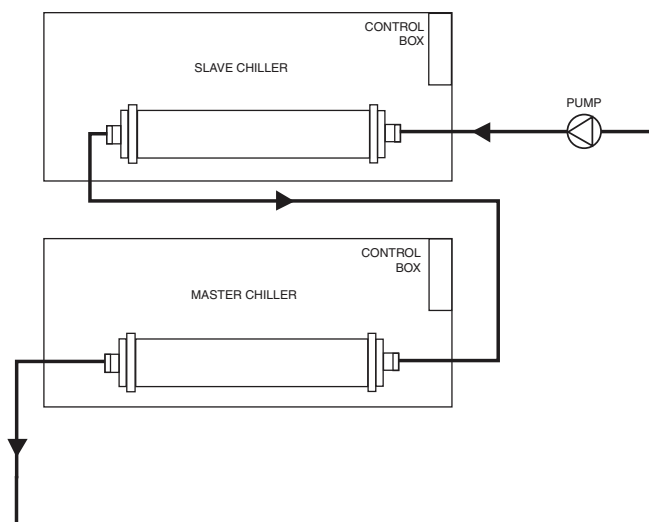 CONTROL
BOX
SLAVE CHILLER
PUMP
CONTROL
BOX
MASTER CHILLER